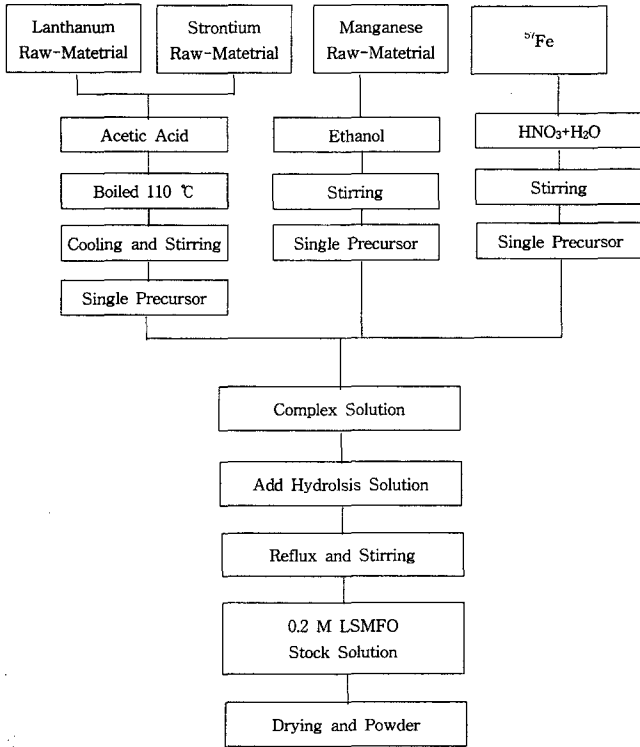 Lanthanum
Raw-Matetrial
Strontium
Raw-Matetrial
Manganese
Raw-Matetrial
⁵⁷Fe
Acetic Acid
Ethanol
HNO₃+H₂O
Boiled 110 ℃
Stirring
Stirring
Cooling and Stirring
Single Precursor
Single Precursor
Single Precursor
Complex Solution
Add Hydrolsis Solution
Reflux and Stirring
0.2 M LSMFO
Stock Solution
Drying and Powder